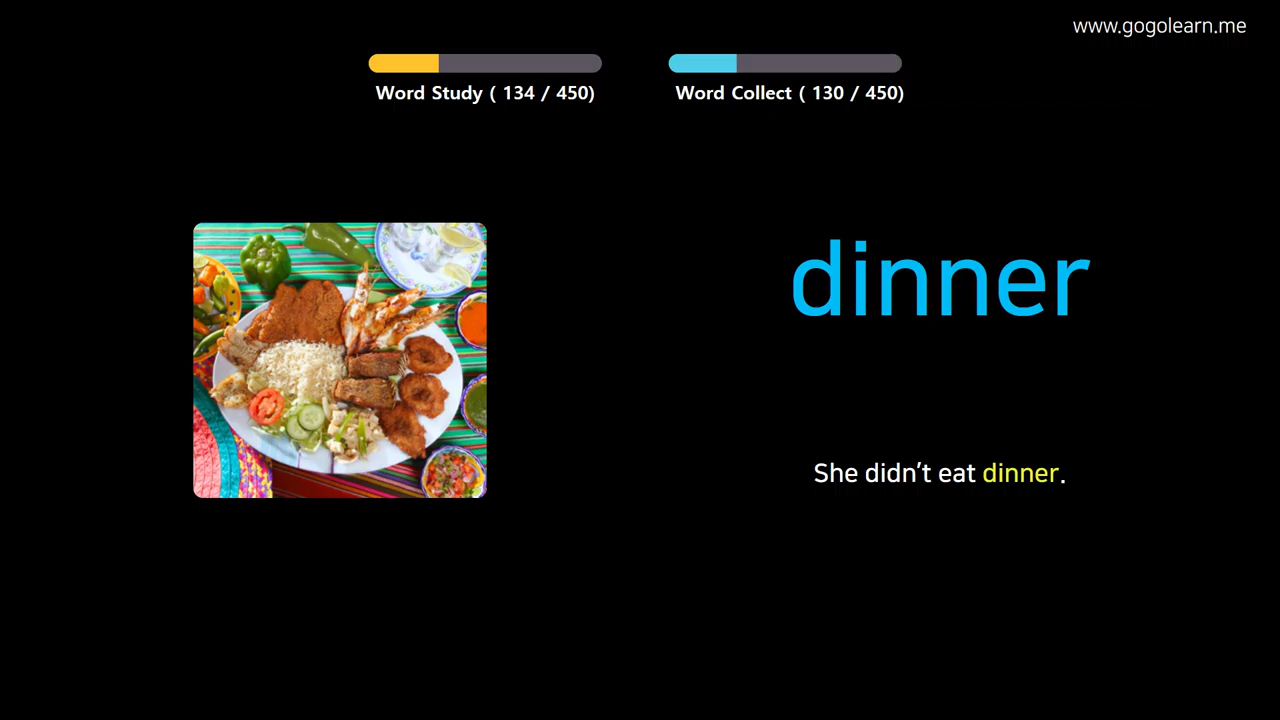 www.gogolearn.me
Word Study ( 134 / 450)
Word Collect ( 130 / 450)
dinner
She didn’t eat dinner.